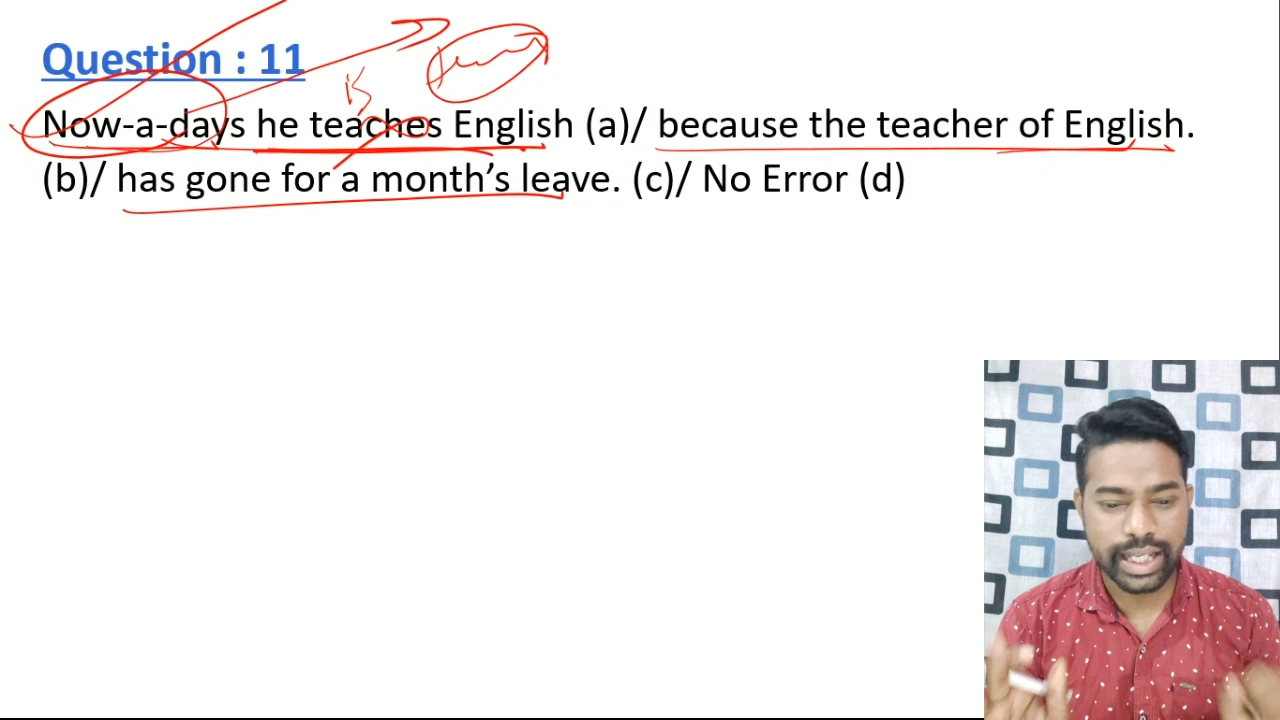 Question : 11
Now-a-days he teaches English (a)/ because the teacher of English.
(b)/ has gone for a month’s leave. (c)/ No Error (d)